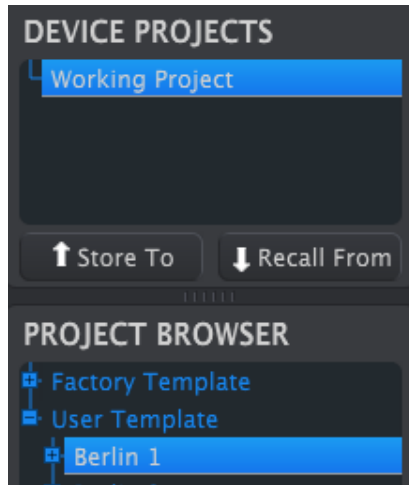 DEVICE PROJECTS
Working Project
Store To
Recall From
PROJECT BROWSER
Factory Template
User Template
Berlin 1